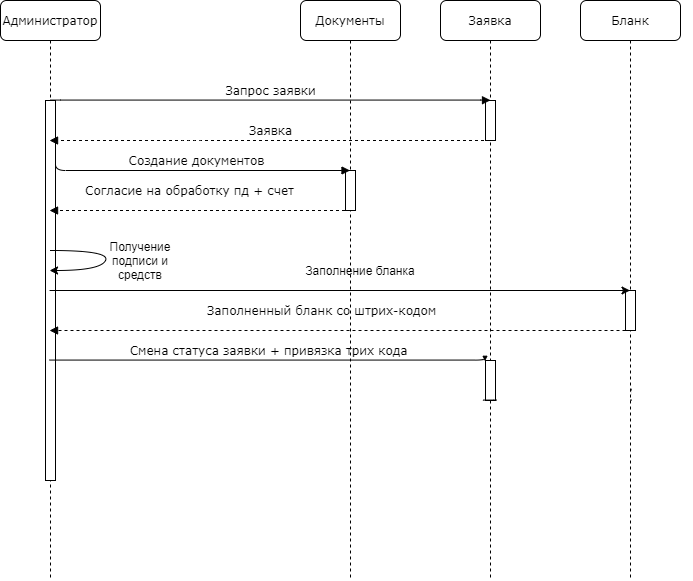 Администратор
Документы
Заявка
Бланк
Запрос заявки
Заявка
Создание документов
Согласие на обработку пд + счет
Получение
подписи и
средств
Заполнение бланка
Заполненный бланк со штрих-кодом
Смена статуса заявки + привязка трих кода